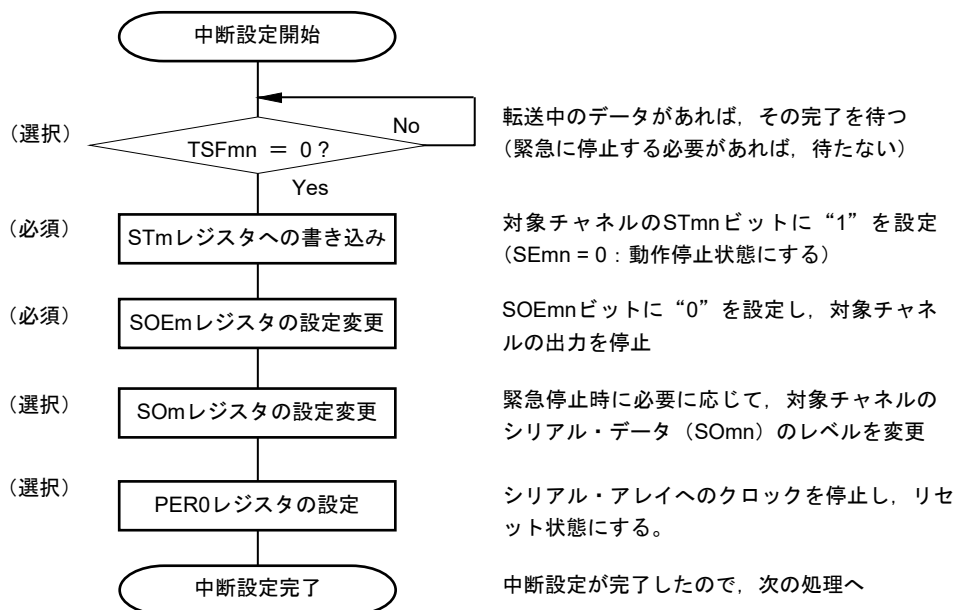 中断設定開始
（選択）
TSFmn ＝ 0？
No
Yes
転送中のデータがあれば，その完了を待つ
（緊急に停止する必要があれば，待たない）
（必須）
STmレジスタへの書き込み
対象チャネルのSTmnビットに“1”を設定
（SEmn = 0：動作停止状態にする）
（必須）
SOEmレジスタの設定変更
SOEmnビットに“0”を設定し，対象チャネ
ルの出力を停止
（選択）
SOmレジスタの設定変更
緊急停止時に必要に応じて，対象チャネルの
シリアル・データ（SOmn）のレベルを変更
（選択）
PER0レジスタの設定
シリアル・アレイへのクロックを停止し，リセ
ット状態にする。
中断設定完了
中断設定が完了したので，次の処理へ